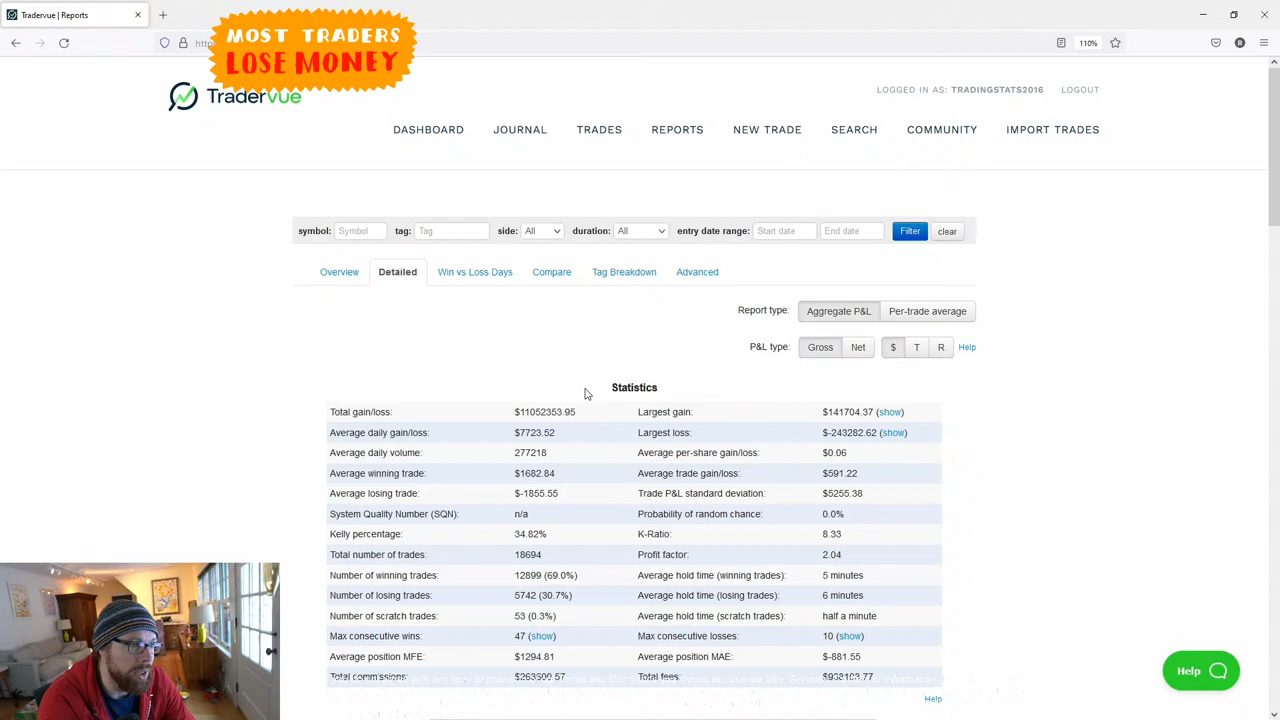 Tradervue | Reports
MOST TRADERS
LOSE MONEY
110%
Tradervue
LOGGED IN AS: TRADINGSTATS2016 LOGOUT
DASHBOARD JOURNAL TRADES REPORTS NEW TRADE SEARCH COMMUNITY IMPORT TRADES
symbol: Symbol tag: Tag side: All duration: All entry date range: Start date End date Filter clear
Overview Detailed Win vs Loss Days Compare Tag Breakdown Advanced
Report type: Aggregate P&L Per-trade average
P&L type: Gross Net $ T R Help
Statistics
Total gain/loss: $11052353.95 Largest gain: $141704.37 (show)
Average daily gain/loss: $7723.52 Largest loss: $-243282.62 (show)
Average daily volume: 277218 Average per-share gain/loss: $0.06
Average winning trade: $1682.84 Average trade gain/loss: $591.22
Average losing trade: $-1855.55 Trade P&L standard deviation: $5255.38
System Quality Number (SQN): n/a Probability of random chance: 0.0%
Kelly percentage: 34.82% K-Ratio: 8.33
Total number of trades: 18694 Profit factor: 2.04
Number of winning trades: 12899 (69.0%) Average hold time (winning trades): 5 minutes
Number of losing trades: 5742 (30.7%) Average hold time (losing trades): 6 minutes
Number of scratch trades: 53 (0.3%) Average hold time (scratch trades): half a minute
Max consecutive wins: 47 (show) Max consecutive losses: 10 (show)
Average position MFE: $1294.81 Average position MAE: $-881.55
Total commissions: Total fees
Help
Help